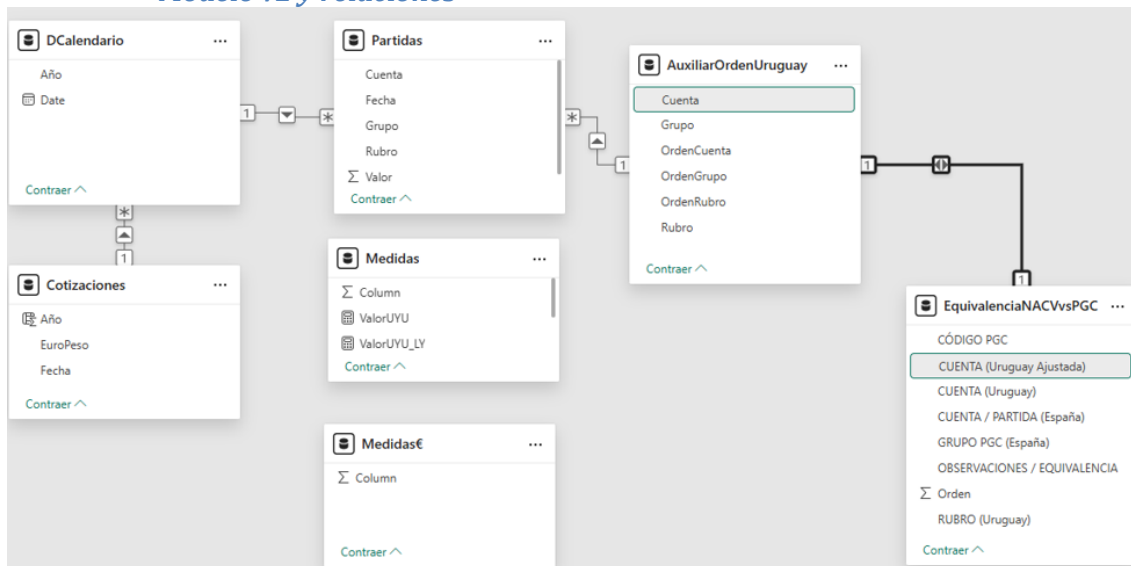 Modelo V2 y relaciones
DCalendario ...
Año
Date
Contraer
Partidas ...
Cuenta
Fecha
Grupo
Rubro
Σ Valor
Contraer
AuxiliarOrdenUruguay ...
Cuenta
Grupo
OrdenCuenta
OrdenGrupo
OrdenRubro
Rubro
Contraer
1
*
*
1
1
1
*
1
Cotizaciones ...
Año
EuroPeso
Fecha
Contraer
Medidas ...
Σ Column
ValorUYU
ValorUYU_LY
Contraer
Medidas€ ...
Σ Column
Contraer
EquivalenciaNACVvsPGC ...
CÓDIGO PGC
CUENTA (Uruguay Ajustada)
CUENTA (Uruguay)
CUENTA / PARTIDA (España)
GRUPO PGC (España)
OBSERVACIONES / EQUIVALENCIA
Σ Orden
RUBRO (Uruguay)
Contraer